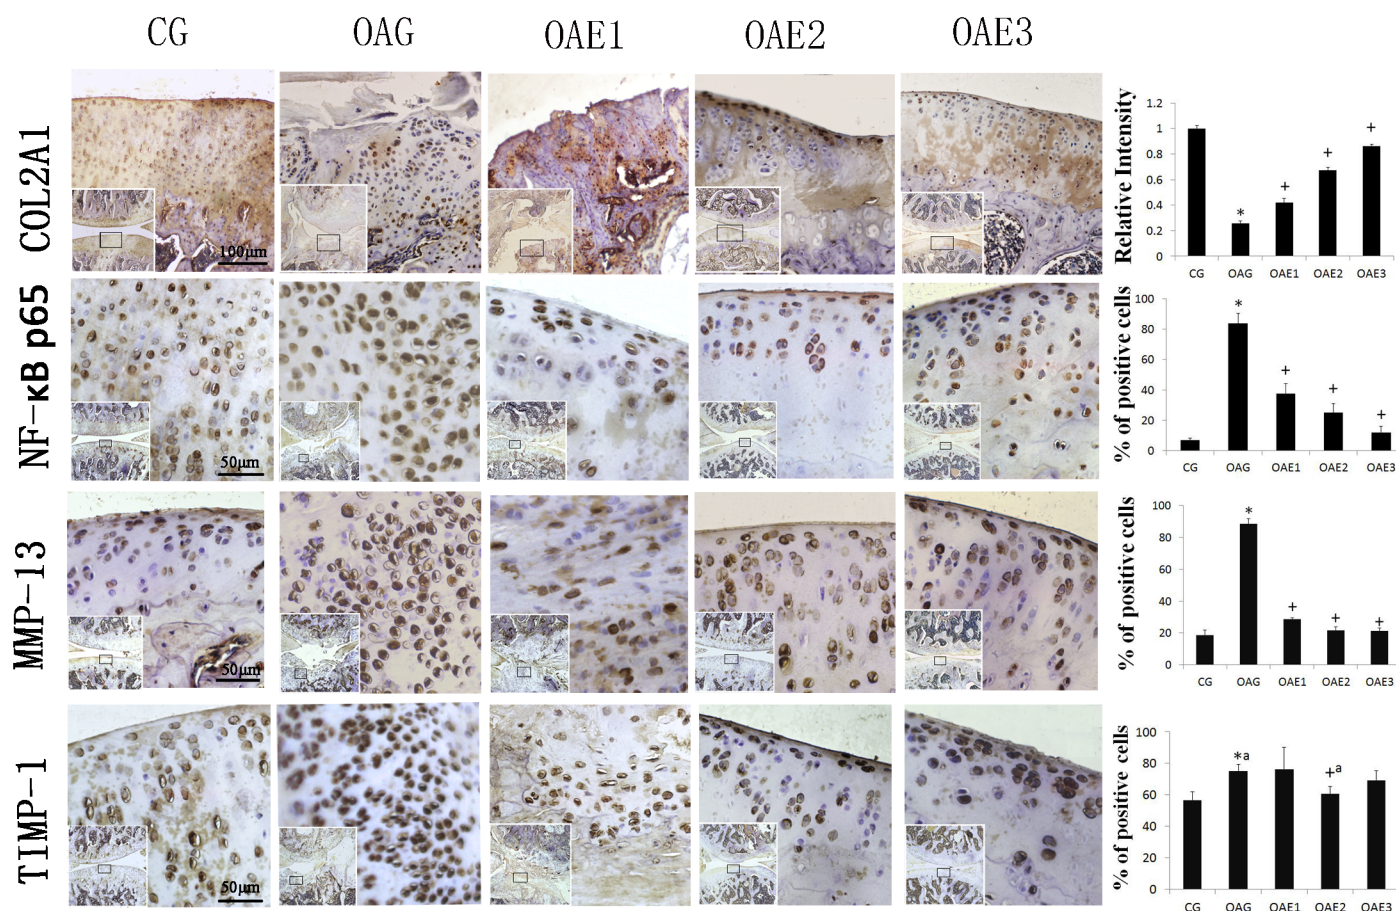 CG OAG OAE1 OAE2 OAE3
COL2A1
100μm
Relative Intensity
1.2
1
0.8
0.6
0.4
0.2
0
* + + +
CG OAG OAE1 OAE2 OAE3
NF-κB p65
50μm
% of positive cells
100
80
60
40
20
0
* + + +
CG OAG OAE1 OAE2 OAE3
MMP-13
50μm
% of positive cells
100
80
60
40
20
0
* + + +
CG OAG OAE1 OAE2 OAE3
TIMP-1
50μm
% of positive cells
100
80
60
40
20
0
*a +a
CG OAG OAE1 OAE2 OAE3